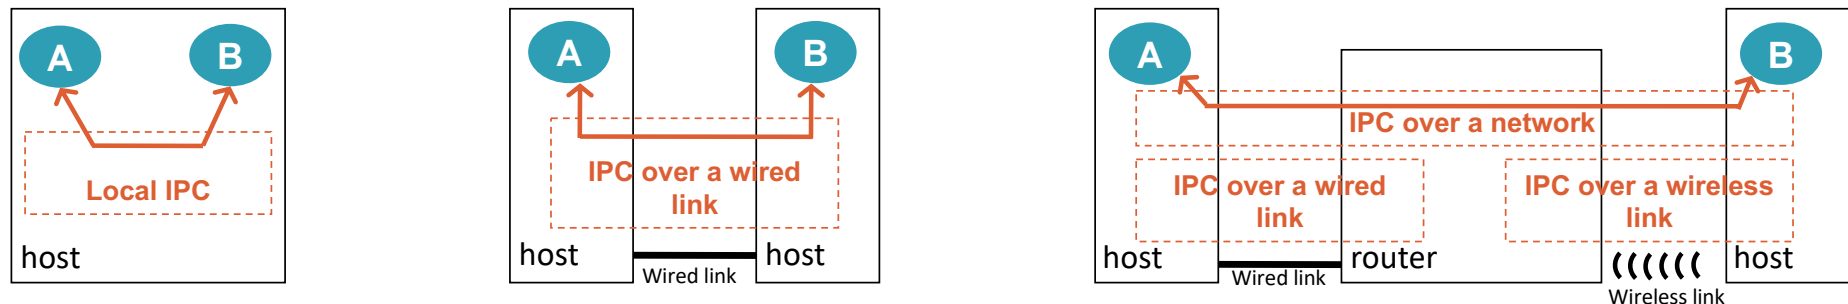 A
B
Local IPC
host
A
B
IPC over a wired
link
host
host
Wired link
A
B
IPC over a network
IPC over a wired
link
IPC over a wireless
link
host
router
host
Wired link
Wireless link